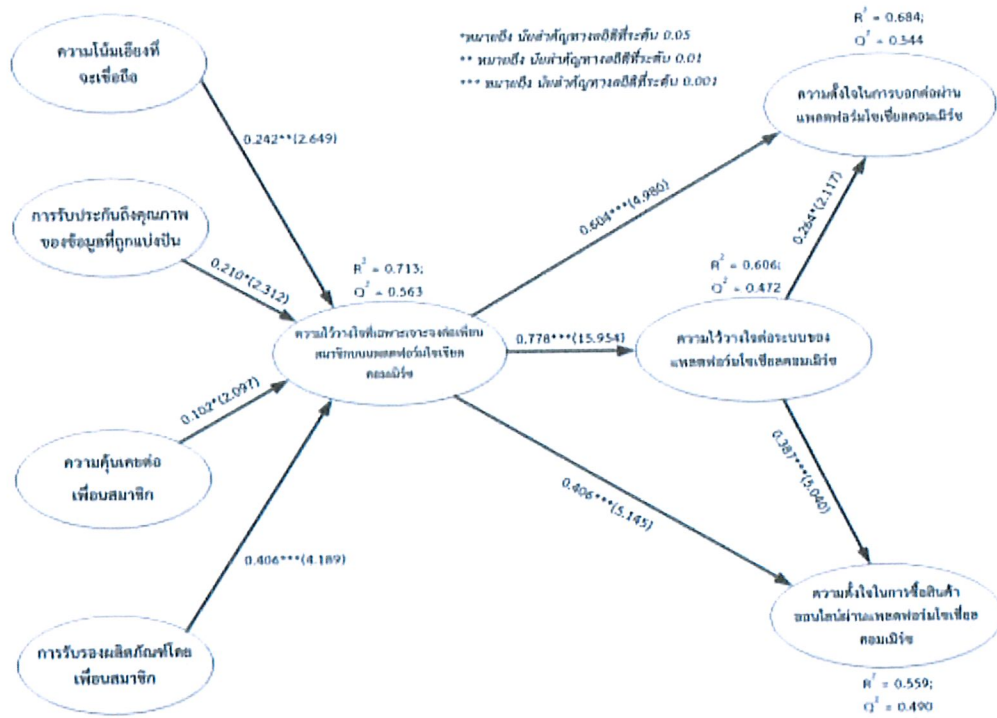 *หมายถึง นัยสำคัญทางสถิติที่ระดับ 0.05
** หมายถึง นัยสำคัญทางสถิติที่ระดับ 0.01
*** หมายถึง นัยสำคัญทางสถิติที่ระดับ 0.001
ความโน้มเอียงที่
จะเชื่อถือ
R² = 0.684;
Q² = 0.544
ความตั้งใจในการบอกต่อผ่าน
แพลตฟอร์มโซเชียลคอมเมิร์ซ
0.242**(2.649)
0.604***(4.980)
0.264*(2.117)
การรับประกันถึงคุณภาพ
ของข้อมูลที่ถูกแบ่งปัน
0.210*(2.312)
R² = 0.713;
Q² = 0.563
R² = 0.606;
Q² = 0.472
ความไว้วางใจที่เฉพาะเจาะจงต่อเพื่อน
สมาชิกบนแพลตฟอร์มโซเชียล
คอมเมิร์ซ
0.778***(15.954)
ความไว้วางใจต่อระบบของ
แพลตฟอร์มโซเชียลคอมเมิร์ซ
(2.097)
ความคุ้นเคยต่อ
เพื่อนสมาชิก
0.406***(5.145)
0.387***(5.040)
0.406***(4.189)
การรับรองผลิตภัณฑ์โดย
เพื่อนสมาชิก
ความตั้งใจในการซื้อสินค้า
ออนไลน์ผ่านแพลตฟอร์มโซเชียล
คอมเมิร์ซ
R² = 0.559;
Q² = 0.490